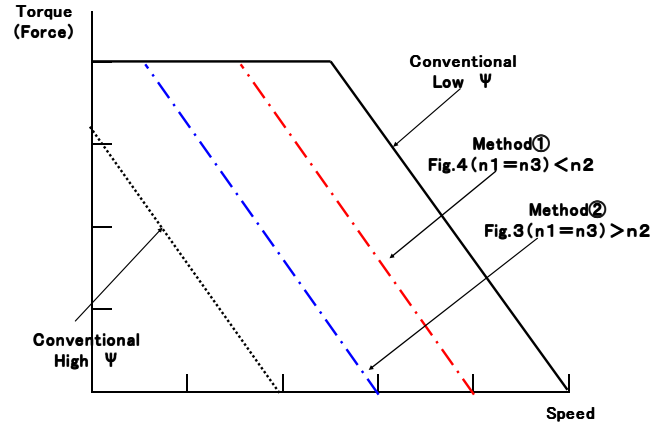 Torque
(Force)
Conventional
Low Ψ
Method①
Fig.4(n1=n3)<n2
Method②
Fig.3(n1=n3)>n2
Conventional
High Ψ
Speed